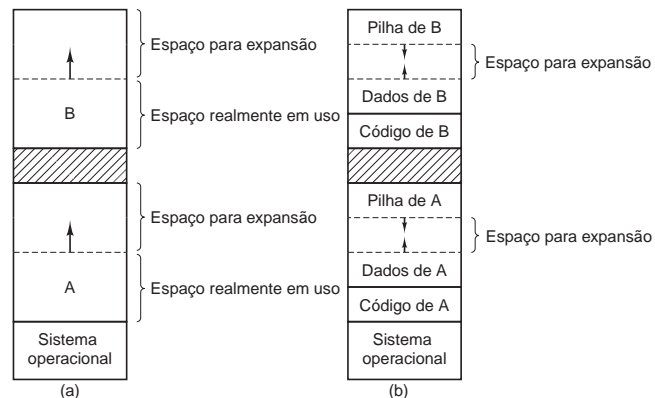 Espaço para expansão
B
Espaço realmente em uso
Espaço para expansão
A
Espaço realmente em uso
Sistema
operacional
(a)
Pilha de B
Espaço para expansão
Dados de B
Código de B
Pilha de A
Espaço para expansão
Dados de A
Código de A
Sistema
operacional
(b)